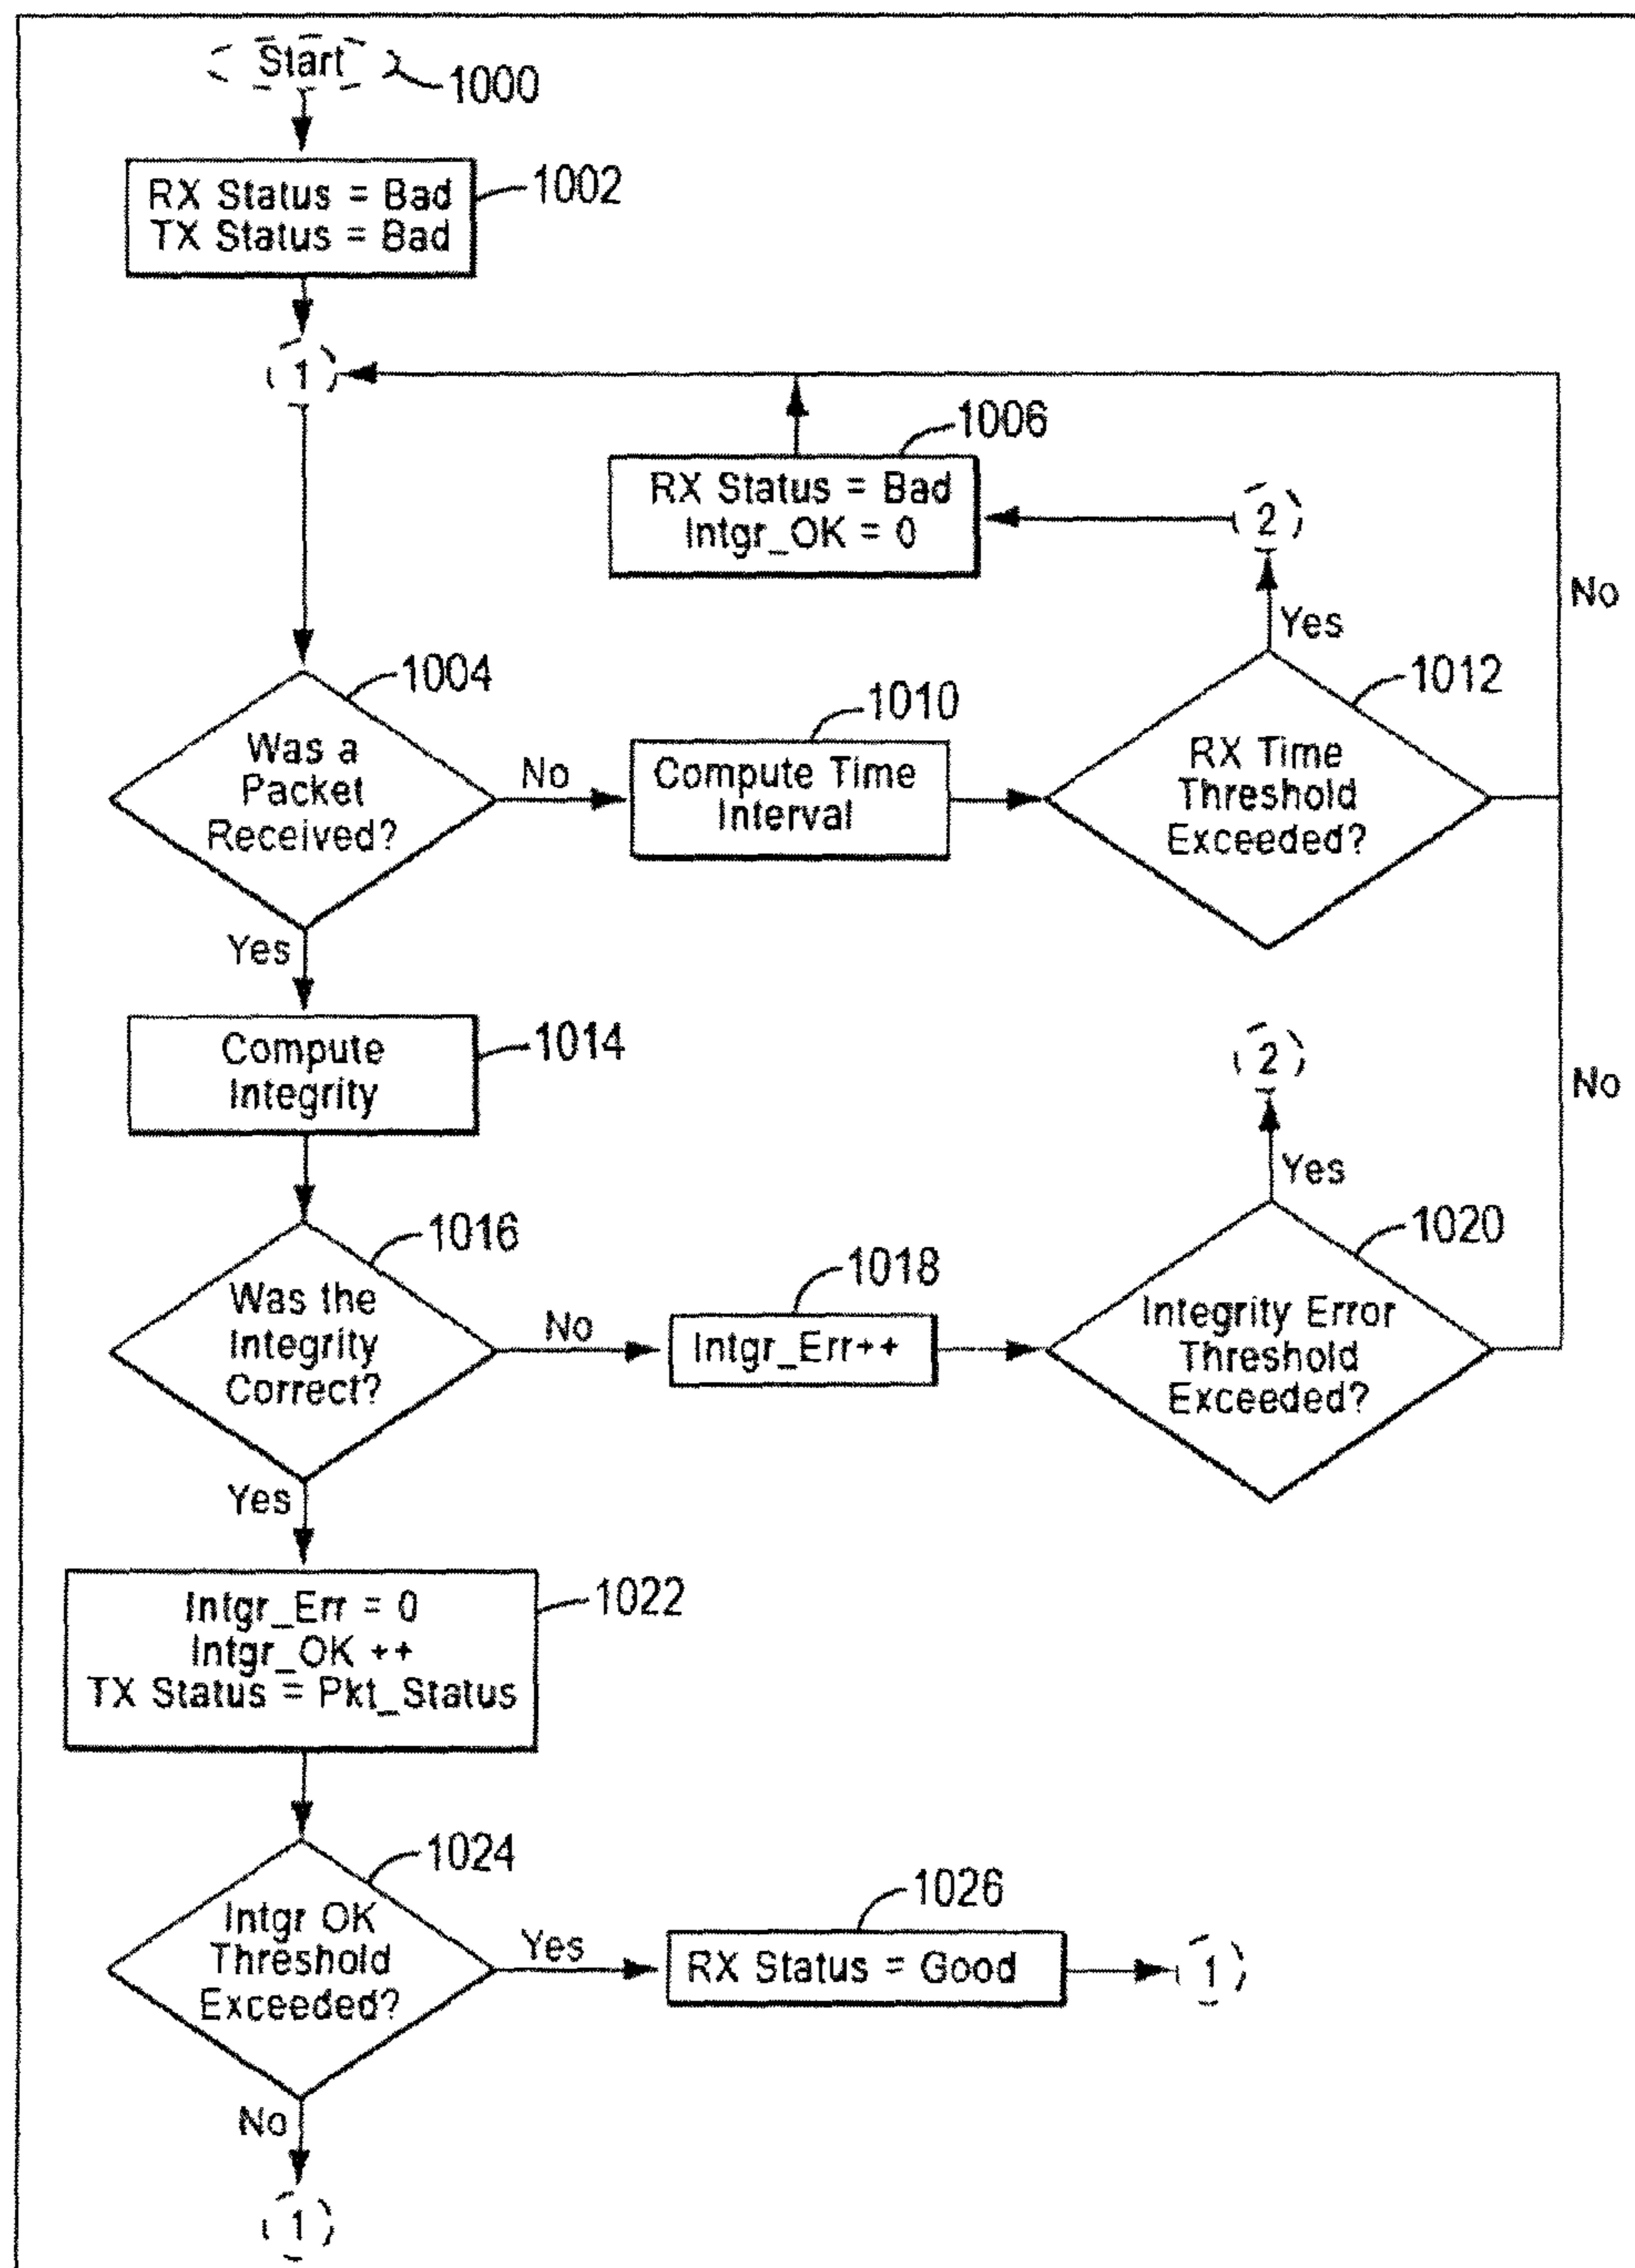 Start
1000
RX Status = Bad
TX Status = Bad
1002
1
1006
RX Status = Bad
Intgr_OK = 0
2
No
Yes
1004
Was a
Packet
Received?
No
1010
Compute Time
Interval
1012
RX Time
Threshold
Exceeded?
Yes
Compute
Integrity
1014
2
No
Yes
1016
Was the
Integrity
Correct?
No
1018
Intgr_Err++
1020
Integrity Error
Threshold
Exceeded?
Yes
Intgr_Err = 0
Intgr_OK ++
TX Status = Pkt_Status
1022
1024
Intgr OK
Threshold
Exceeded?
Yes
1026
RX Status = Good
1
No
1